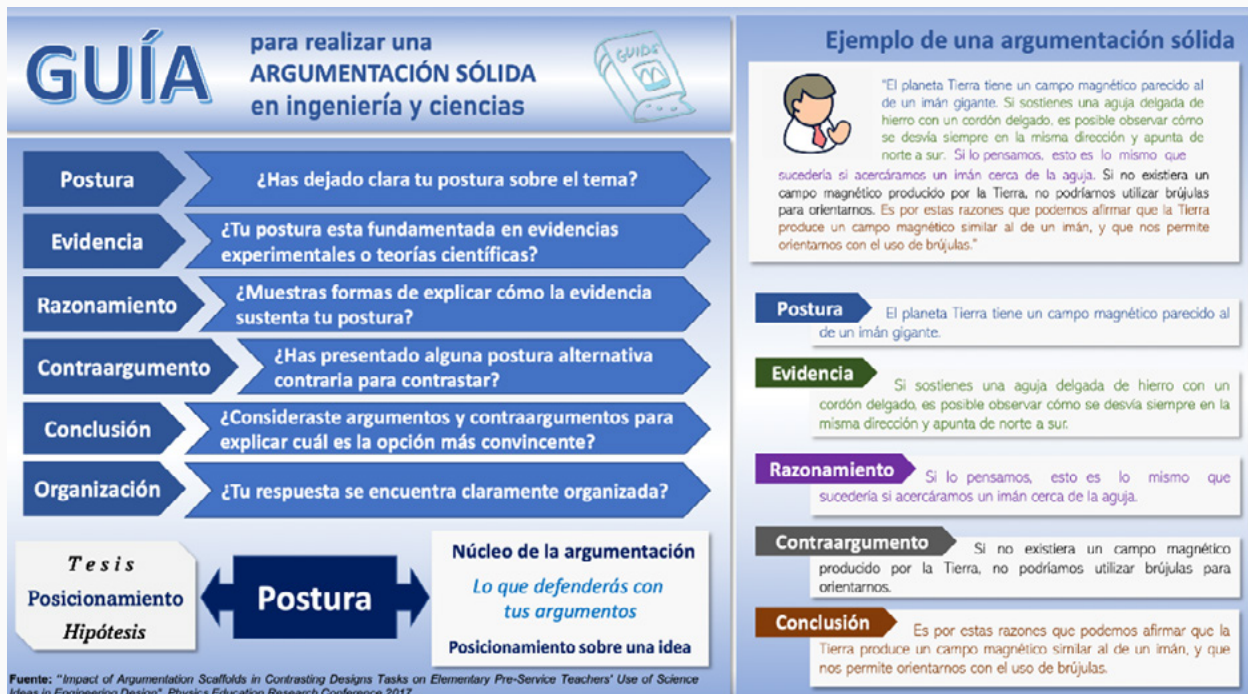 GUÍA
para realizar una
ARGUMENTACIÓN SÓLIDA
en ingeniería y ciencias
GUIDE
Postura
¿Has dejado clara tu postura sobre el tema?
Evidencia
¿Tu postura esta fundamentada en evidencias
experimentales o teorías científicas?
Razonamiento
¿Muestras formas de explicar cómo la evidencia
sustenta tu postura?
Contraargumento
¿Has presentado alguna postura alternativa
contraria para contrastar?
Conclusión
¿Consideraste argumentos y contraargumentos para
explicar cuál es la opción más convincente?
Organización
¿Tu respuesta se encuentra claramente organizada?
Tesis
Posicionamiento
Hipótesis
Postura
Núcleo de la argumentación
Lo que defenderás con
tus argumentos
Posicionamiento sobre una idea
Fuente: "Impact of Argumentation Scaffolds in Contrasting Designs Tasks on Elementary Pre-Service Teachers' Use of Science
Ideas in Engineering Design". Physics Education Research Conference 2017
Ejemplo de una argumentación sólida
"El planeta Tierra tiene un campo magnético parecido al
de un imán gigante. Si sostienes una aguja delgada de
hierro con un cordón delgado, es posible observar cómo
se desvía siempre en la misma dirección y apunta de
norte a sur. Si lo pensamos, esto es lo mismo que
sucedería si acercáramos un imán cerca de la aguja. Si no existiera un
campo magnético producido por la Tierra, no podríamos utilizar brújulas
para orientarnos. Es por estas razones que podemos afirmar que la Tierra
produce un campo magnético similar al de un imán, y que nos permite
orientarnos con el uso de brújulas."
Postura
El planeta Tierra tiene un campo magnético parecido al
de un imán gigante.
Evidencia
Si sostienes una aguja delgada de hierro con un
cordón delgado, es posible observar cómo se desvía siempre en la
misma dirección y apunta de norte a sur.
Razonamiento
Si lo pensamos, esto es lo mismo que
sucedería si acercáramos un imán cerca de la aguja.
Contraargumento
Si no existiera un campo magnético
producido por la Tierra, no podríamos utilizar brújulas para
orientarnos.
Conclusión
Es por estas razones que podemos afirmar que la
Tierra produce un campo magnético similar al de un imán, y que
nos permite orientarnos con el uso de brújulas.